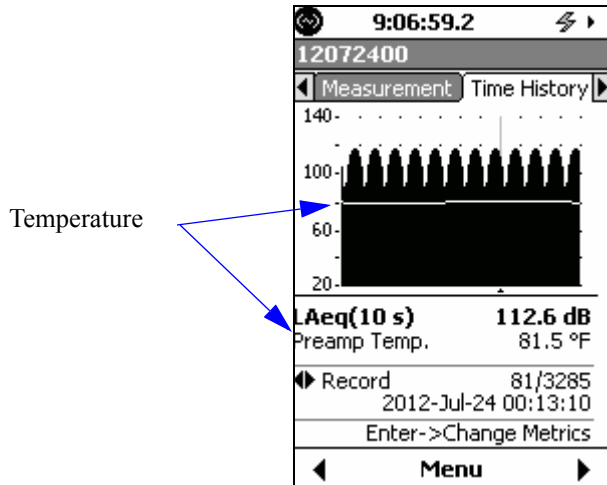 9:06:59.2
12072400
Measurement Time History
140-
100-
60-
20-
Temperature
LAeq(10 s) 112.6 dB
Preamp Temp. 81.5 °F
Record 81/3285
2012-Jul-24 00:13:10
Enter->Change Metrics
Menu